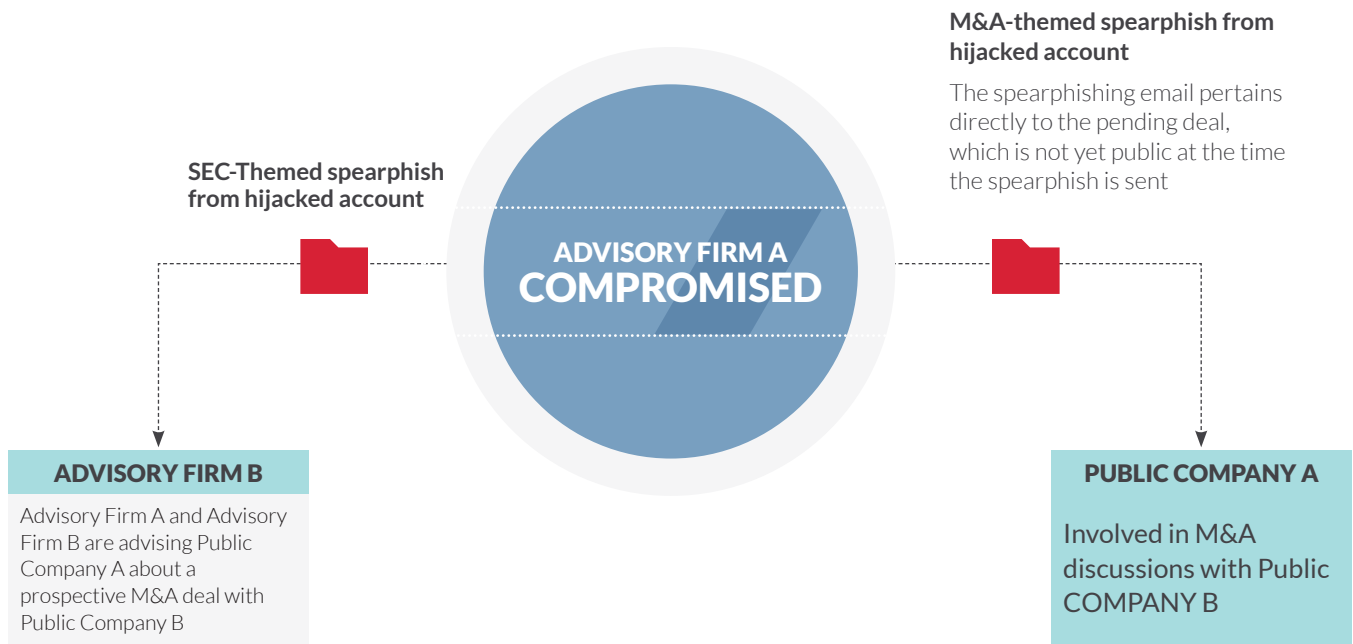 M&A-themed spearphish from
hijacked account
The spearphishing email pertains
directly to the pending deal,
which is not yet public at the time
the spearphish is sent
SEC-Themed spearphish
from hijacked account
ADVISORY FIRM A
COMPROMISED
ADVISORY FIRM B
Advisory Firm A and Advisory
Firm B are advising Public
Company A about a
prospective M&A deal with
Public Company B
PUBLIC COMPANY A
Involved in M&A
discussions with Public
COMPANY B